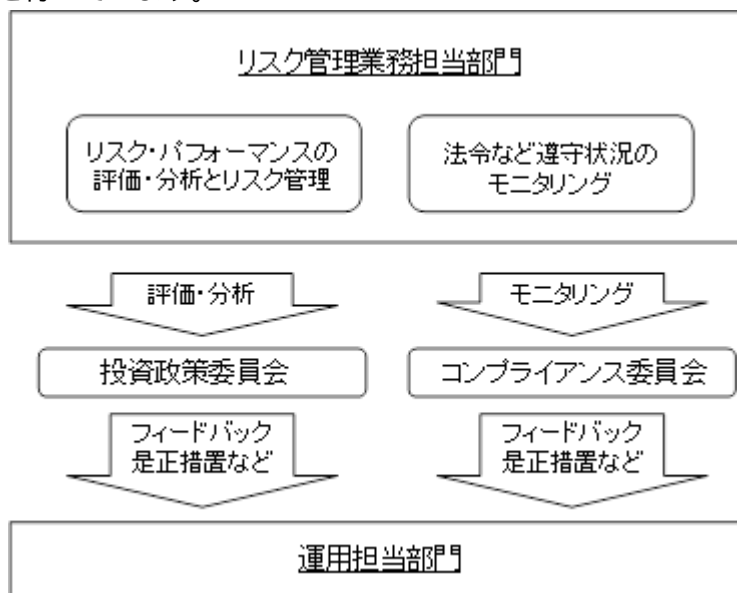 リスク管理業務担当部門
リスク・パフォーマンスの
評価・分析とリスク管理
法令など遵守状況の
モニタリング
評価・分析
モニタリング
投資政策委員会
コンプライアンス委員会
フィードバック
是正措置など
フィードバック
是正措置など
運用担当部門